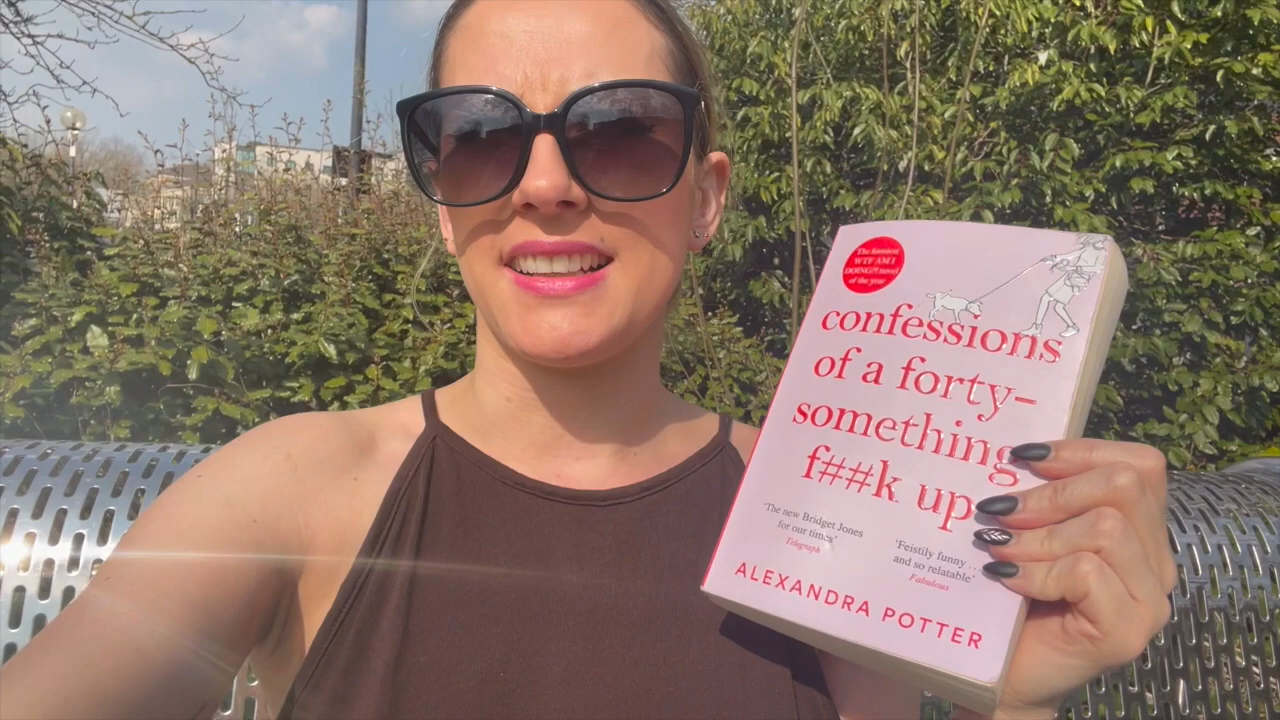 The funniest
WTF AM I
DOING?! novel
of the year
confessions
of a forty-
something
f##k up
'The new Bridget Jones
for our times'
Telegraph
'Feistily funny ...
and so relatable'
Fabulous
ALEXANDRA POTTER